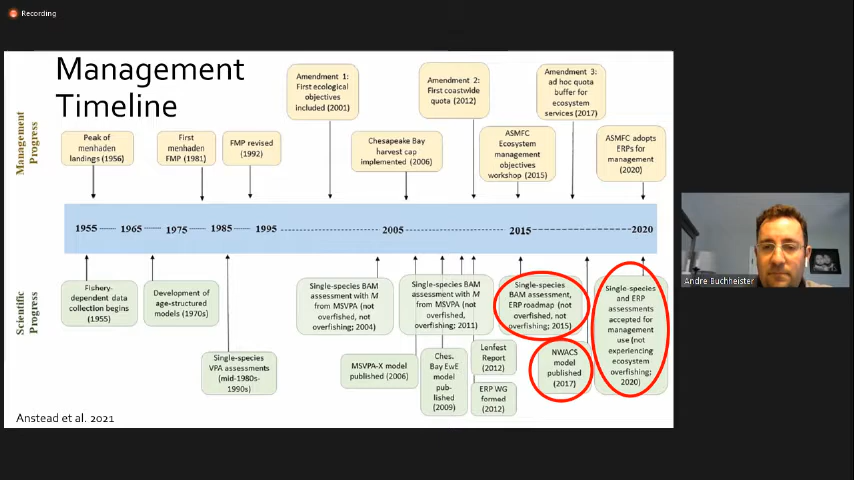 Recording
Management
Timeline
Management
Progress
Peak of
menhaden
landings (1956)
First
menhaden
FMP (1981)
FMP revised
(1992)
Amendment 1:
First ecological
objectives
included (2001)
Chesapeake Bay
harvest cap
implemented (2006)
Amendment 2:
First coastwide
quota (2012)
ASMFC
Ecosystem
management
objectives
workshop (2015)
Amendment 3:
ad hoc quota
buffer for
ecosystem
services (2017)
ASMFC adopts
ERPs for
management
(2020)
1955 ------ 1965 ----- 1975 ------ 1985 ----- 1995 ---------------------- 2005 ---------------------- 2015 ---------------------- 2020
Scientific
Progress
Fishery-
dependent data
collection begins
(1955)
Development of
age-structured
models (1970s)
Single-species
VPA assessments
(mid-1980s-
1990s)
Single-species BAM
assessment with M
from MSVPA (not
overfished, not
overfishing; 2004)
MSVPA-X model
published (2006)
Single-species BAM
assessment with M
from MSVPA (not
overfished,
overfishing; 2011)
Ches.
Bay EwE
model
pub-
lished
(2009)
Lenfest
Report
(2012)
ERP WG
formed
(2012)
Single-species
BAM assessment,
ERP roadmap (not
overfished, not
overfishing; 2015)
NWACS
model
published
(2017)
Single-species
and ERP
assessments
accepted for
management
use (not
experiencing
ecosystem
overfishing;
2020)
Anstead et al. 2021
Andre Buchheister